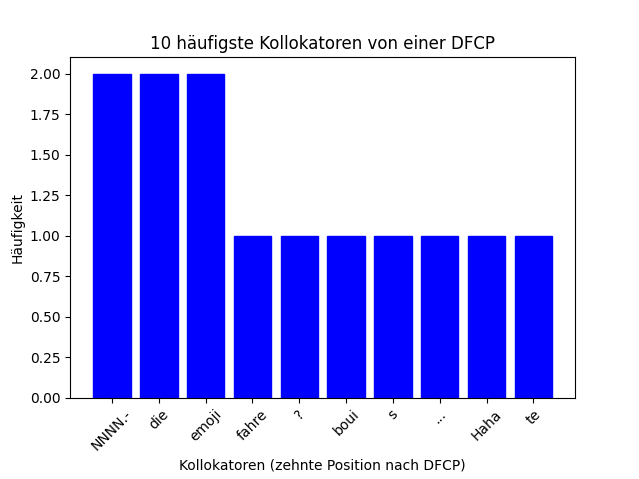 10 häufigste Kollokatoren von einer DFCP
Häufigkeit
2.00
1.75
1.50
1.25
1.00
0.75
0.50
0.25
0.00
NNNN.-
die
emoji
fahre
?
boui
s
...
Haha
te
Kollokatoren (zehnte Position nach DFCP)